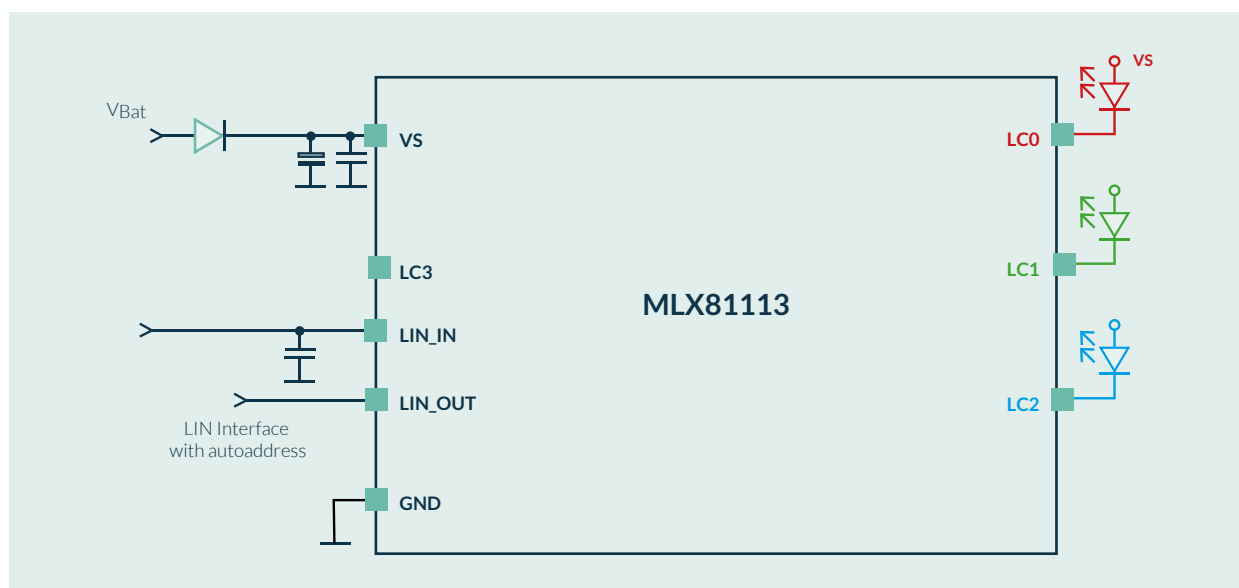 VS
VBat
VS
LC0
LC3
LC1
MLX81113
LIN_IN
LIN_OUT
LC2
LIN Interface
with autoaddress
GND